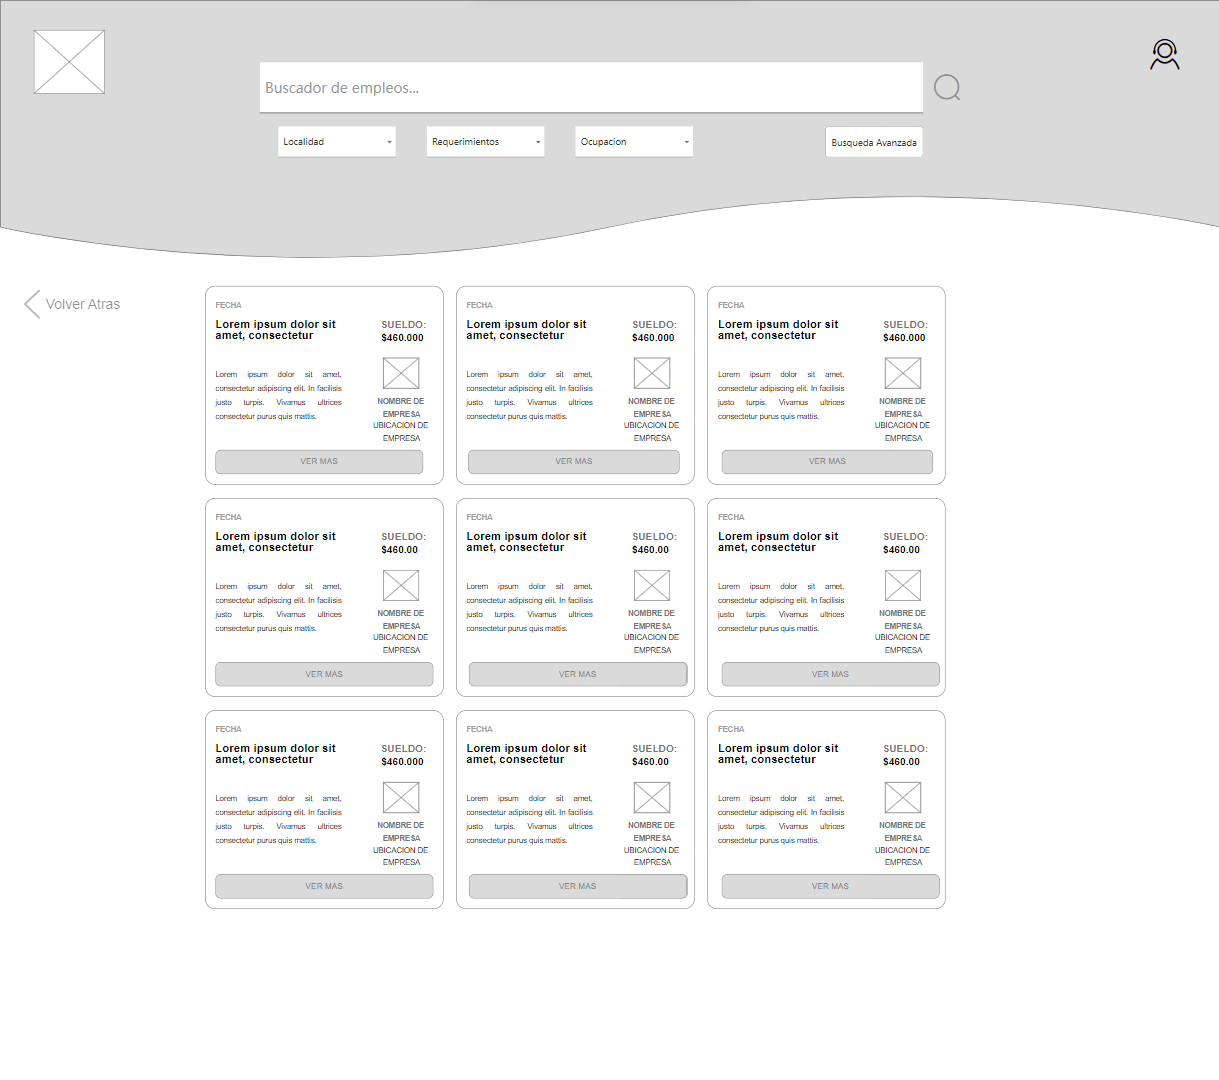 Buscador de empleos...
Localidad
Requerimientos
Ocupacion
Busqueda Avanzada
Volver Atras
FECHA
Lorem ipsum dolor sit
amet, consectetur
SUELDO:
$460.000
Lorem ipsum dolor sit amet,
consectetur adipiscing elit. In facilisis
justo turpis. Vivamus ultrices
consectetur purus quis mattis.
NOMBRE DE
EMPRESA
UBICACION DE
EMPRESA
VER MAS
FECHA
Lorem ipsum dolor sit
amet, consectetur
SUELDO:
$460.000
Lorem ipsum dolor sit amet,
consectetur adipiscing elit. In facilisis
justo turpis. Vivamus ultrices
consectetur purus quis mattis.
NOMBRE DE
EMPRESA
UBICACION DE
EMPRESA
VER MAS
FECHA
Lorem ipsum dolor sit
amet, consectetur
SUELDO:
$460.000
Lorem ipsum dolor sit amet,
consectetur adipiscing elit. In facilisis
justo turpis. Vivamus ultrices
consectetur purus quis mattis.
NOMBRE DE
EMPRESA
UBICACION DE
EMPRESA
VER MAS
FECHA
Lorem ipsum dolor sit
amet, consectetur
SUELDO:
$460.00
Lorem ipsum dolor sit amet,
consectetur adipiscing elit. In facilisis
justo turpis. Vivamus ultrices
consectetur purus quis mattis.
NOMBRE DE
EMPRESA
UBICACION DE
EMPRESA
VER MAS
FECHA
Lorem ipsum dolor sit
amet, consectetur
SUELDO:
$460.00
Lorem ipsum dolor sit amet,
consectetur adipiscing elit. In facilisis
justo turpis. Vivamus ultrices
consectetur purus quis mattis.
NOMBRE DE
EMPRESA
UBICACION DE
EMPRESA
VER MAS
FECHA
Lorem ipsum dolor sit
amet, consectetur
SUELDO:
$460.00
Lorem ipsum dolor sit amet,
consectetur adipiscing elit. In facilisis
justo turpis. Vivamus ultrices
consectetur purus quis mattis.
NOMBRE DE
EMPRESA
UBICACION DE
EMPRESA
VER MAS
FECHA
Lorem ipsum dolor sit
amet, consectetur
SUELDO:
$460.000
Lorem ipsum dolor sit amet,
consectetur adipiscing elit. In facilisis
justo turpis. Vivamus ultrices
consectetur purus quis mattis.
NOMBRE DE
EMPRESA
UBICACION DE
EMPRESA
VER MAS
FECHA
Lorem ipsum dolor sit
amet, consectetur
SUELDO:
$460.00
Lorem ipsum dolor sit amet,
consectetur adipiscing elit. In facilisis
justo turpis. Vivamus ultrices
consectetur purus quis mattis.
NOMBRE DE
EMPRESA
UBICACION DE
EMPRESA
VER MAS
FECHA
Lorem ipsum dolor sit
amet, consectetur
SUELDO:
$460.00
Lorem ipsum dolor sit amet,
consectetur adipiscing elit. In facilisis
justo turpis. Vivamus ultrices
consectetur purus quis mattis.
NOMBRE DE
EMPRESA
UBICACION DE
EMPRESA
VER MAS